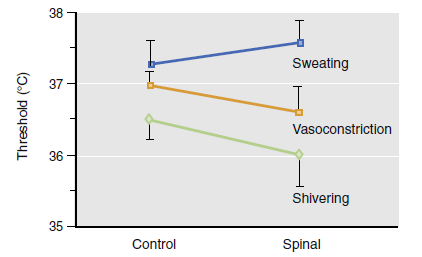 38
37
36
35
Threshold (°C)
Sweating
Vasoconstriction
Shivering
Control
Spinal